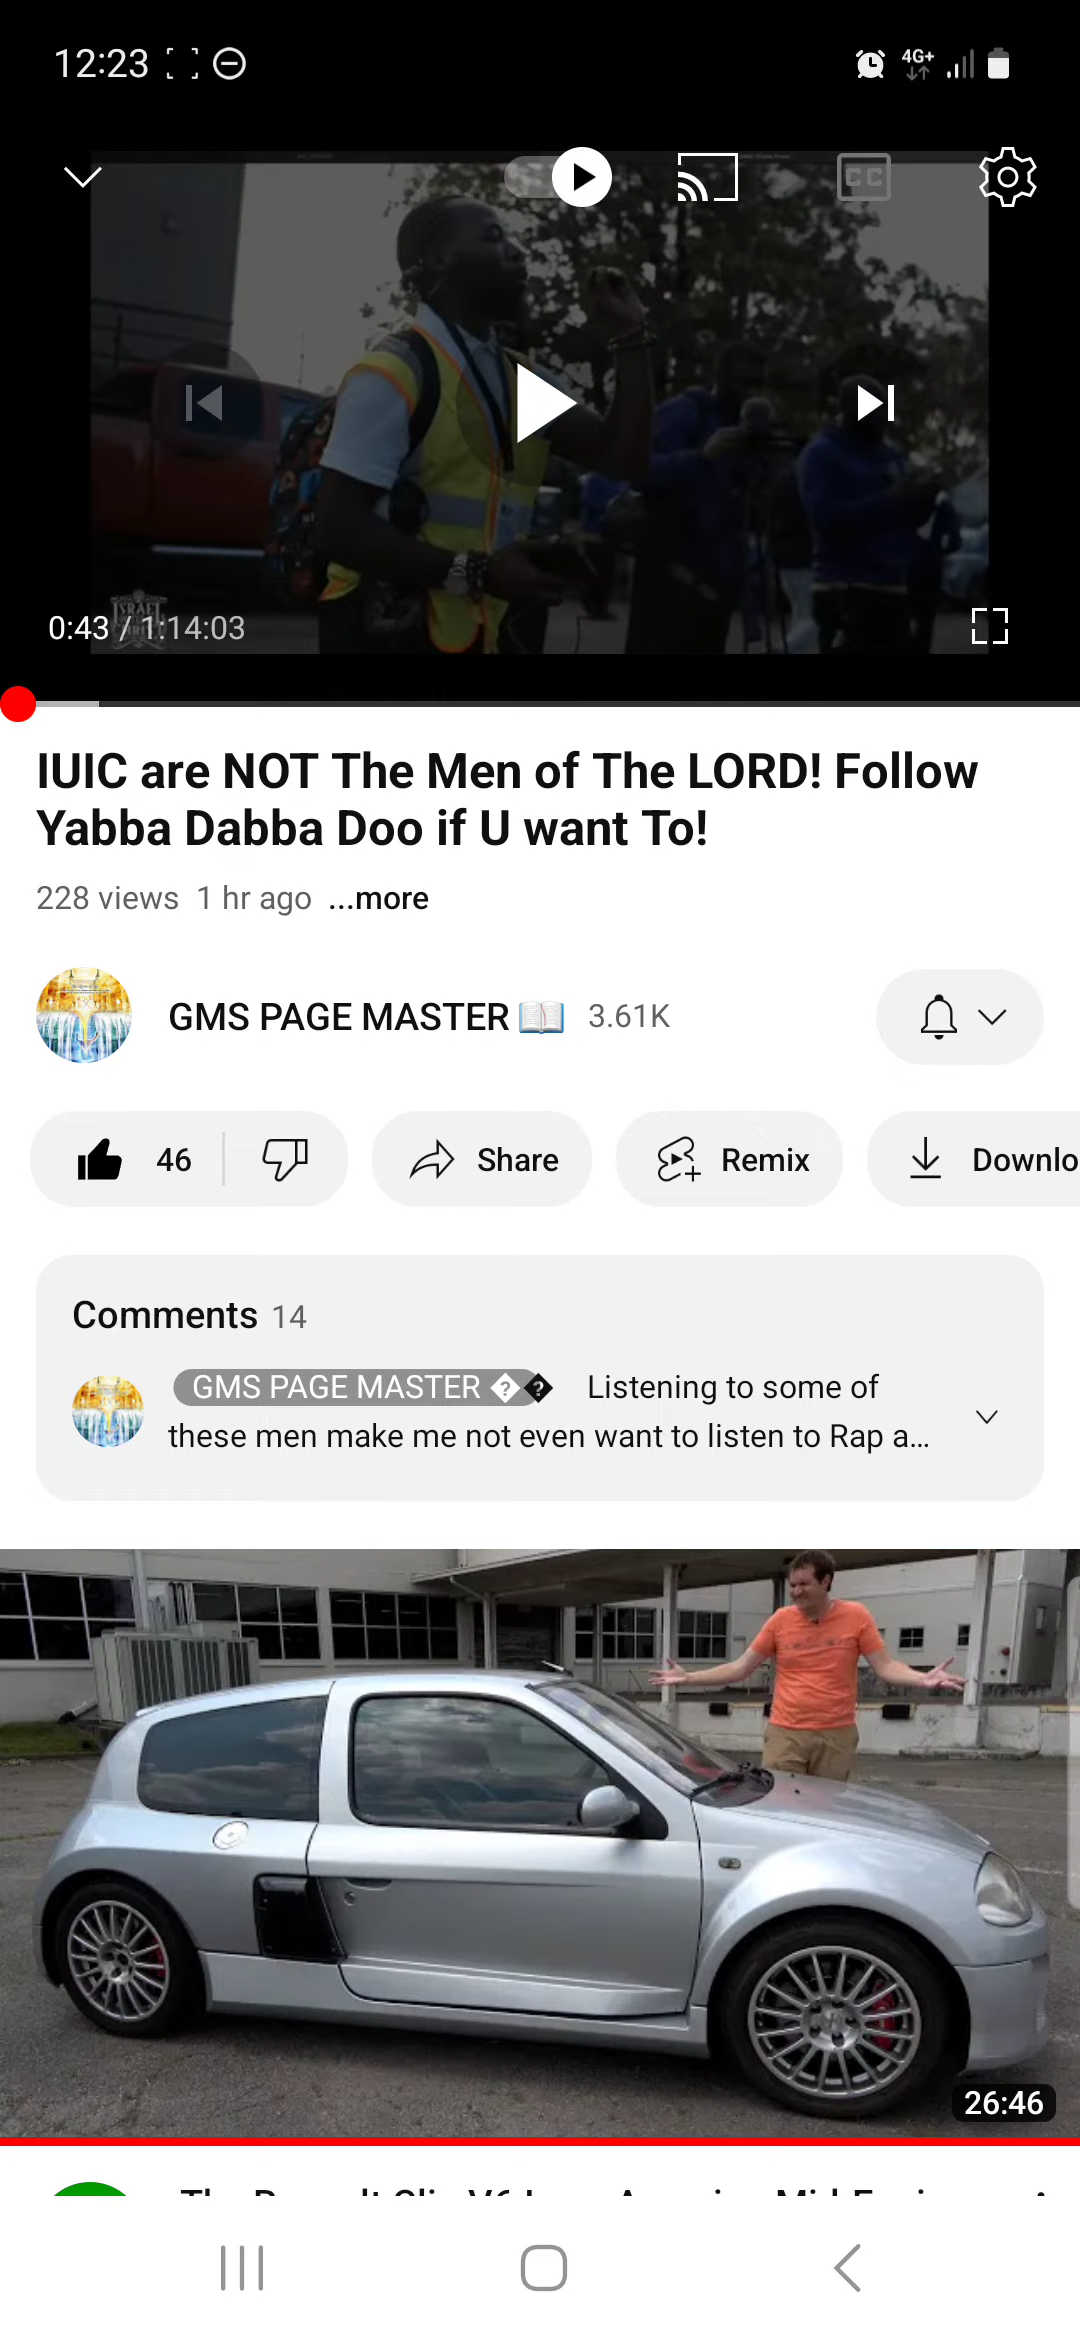 12:23
4G+
CC
ISRAEL
0:43 / 1:14:03
IUIC are NOT The Men of The LORD! Follow
Yabba Dabba Doo if U want To!
228 views 1 hr ago ...more
GMS PAGE MASTER 📖 3.61K
46 Share Remix Downlo
Comments 14
GMS PAGE MASTER �� Listening to some of
these men make me not even want to listen to Rap a...
26:46